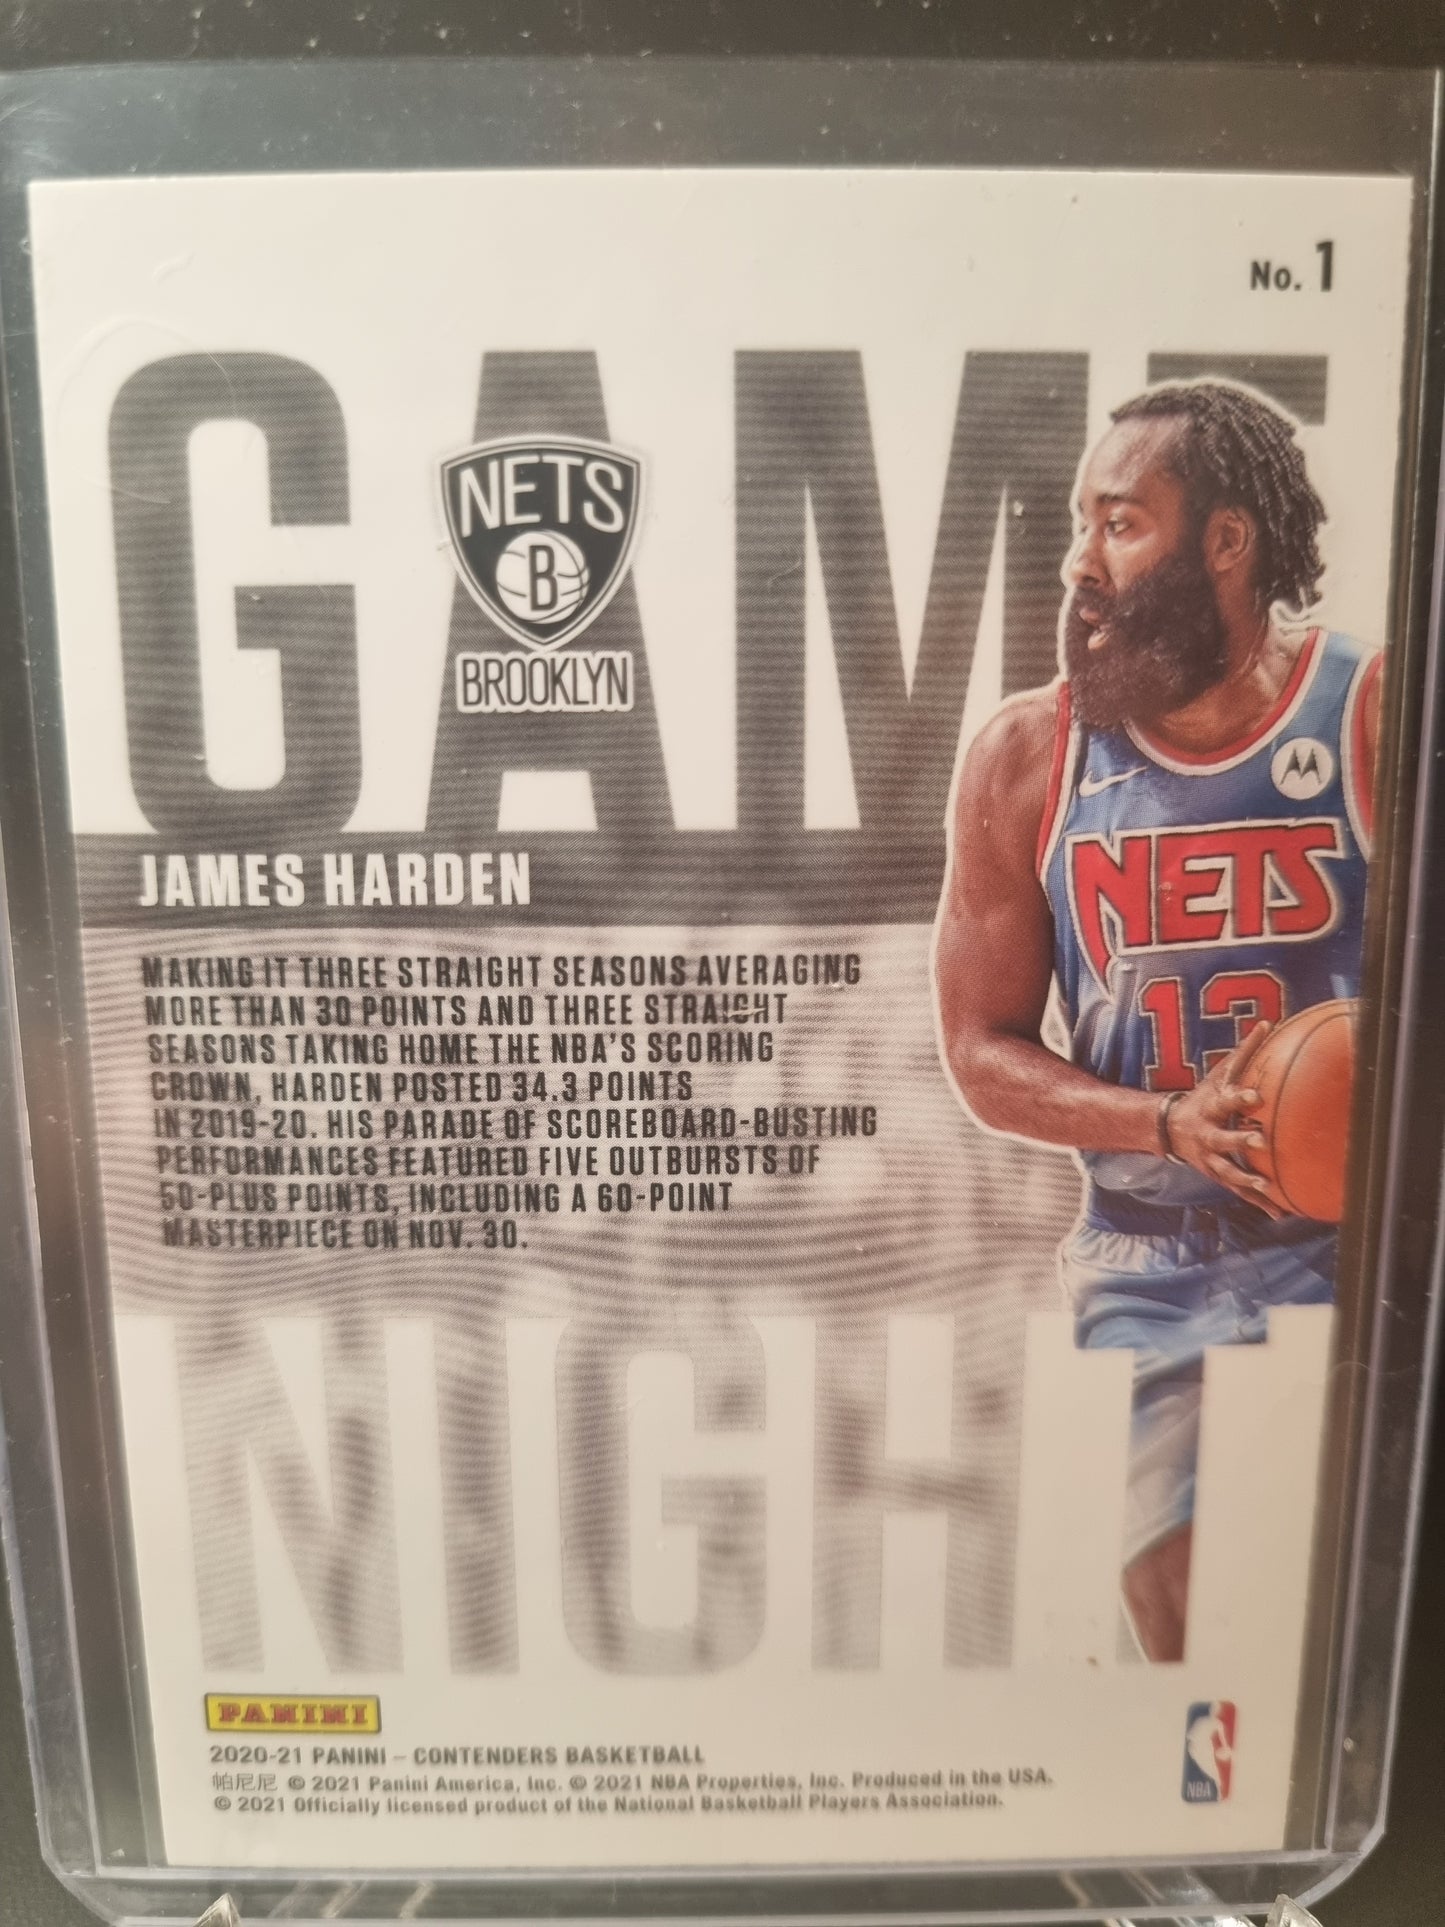 No. 1
GAME
NETS
B
BROOKLYN
NETS
13
JAMES HARDEN
MAKING IT THREE STRAIGHT SEASONS AVERAGING
MORE THAN 30 POINTS AND THREE STRAIGHT
SEASONS TAKING HOME THE NBA'S SCORING
CROWN, HARDEN POSTED 34.3 POINTS
IN 2019-20. HIS PARADE OF SCOREBOARD-BUSTING
PERFORMANCES FEATURED FIVE OUTBURSTS OF
50-PLUS POINTS, INCLUDING A 60-POINT
MASTERPIECE ON NOV. 30.
NIGHT
PANINI
2020-21 PANINI – CONTENDERS BASKETBALL
帕尼尼 © 2021 Panini America, Inc. © 2021 NBA Properties, Inc. Produced in the USA.
© 2021 Officially licensed product of the National Basketball Players Association.
NBA